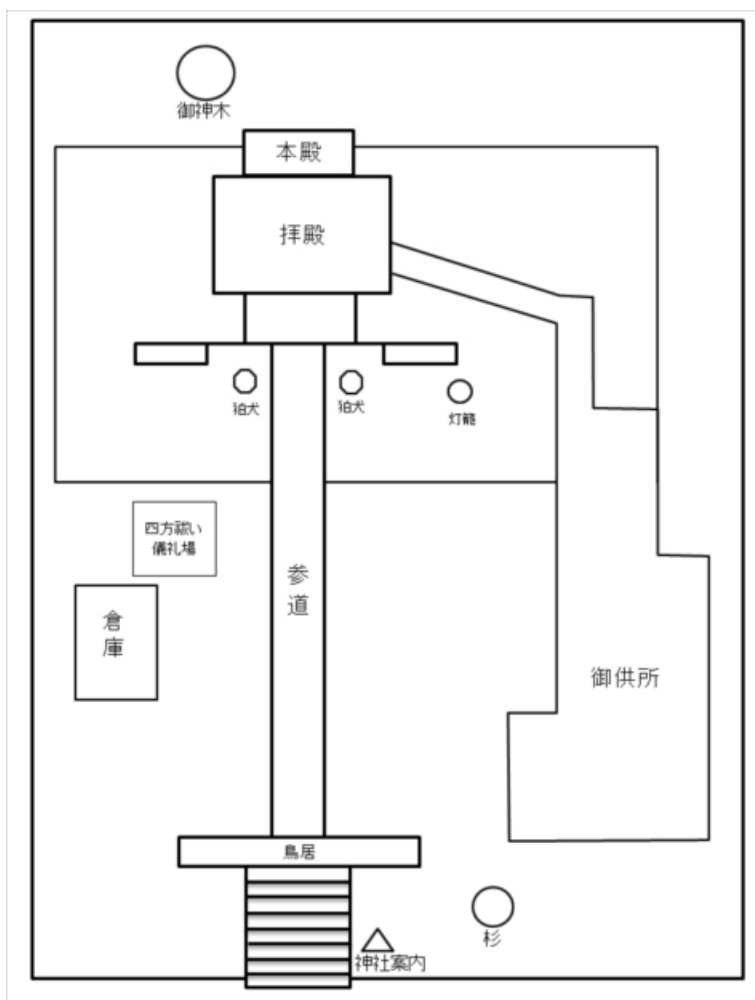 御神木
本殿
拝殿
狛犬
狛犬
灯籠
四方祓い
儀礼場
参
道
倉
庫
御供所
鳥居
杉
神社案内